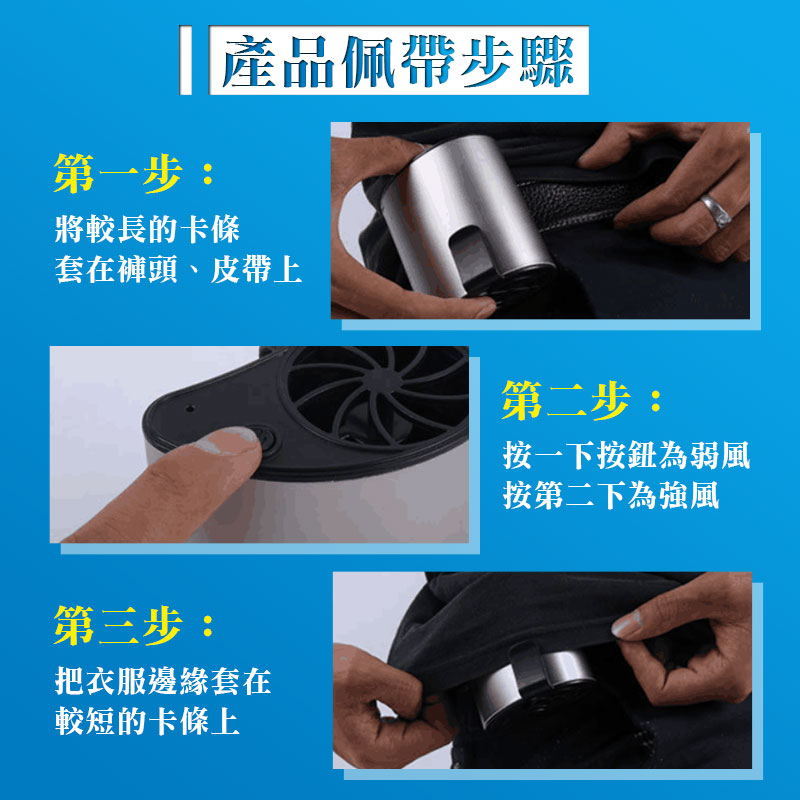 產品佩帶步驟
第一步：
將較長的卡條
套在褲頭、皮帶上
第二步：
按一下按鈕為弱風
按第二下為強風
第三步：
把衣服邊緣套在
較短的卡條上